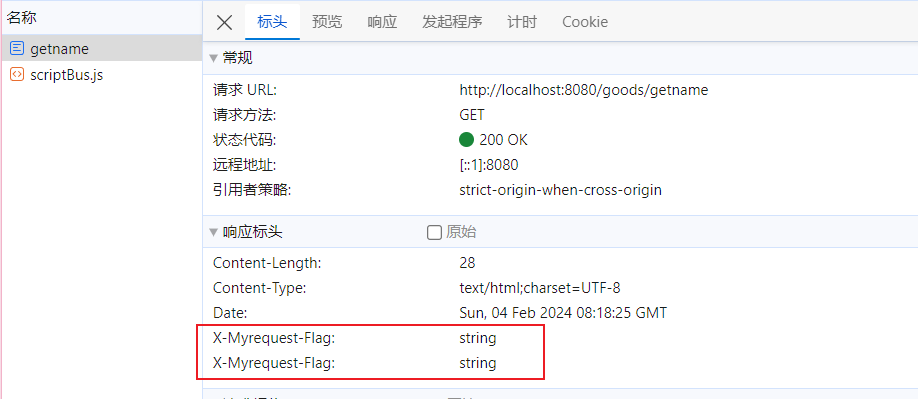 名称
getname
scriptBus.js
标头 预览 响应 发起程序 计时 Cookie
常规
请求 URL: http://localhost:8080/goods/getname
请求方法: GET
状态代码: 200 OK
远程地址: [::1]:8080
引用者策略: strict-origin-when-cross-origin
响应标头 原始
Content-Length: 28
Content-Type: text/html;charset=UTF-8
Date: Sun, 04 Feb 2024 08:18:25 GMT
X-Myrequest-Flag: string
X-Myrequest-Flag: string